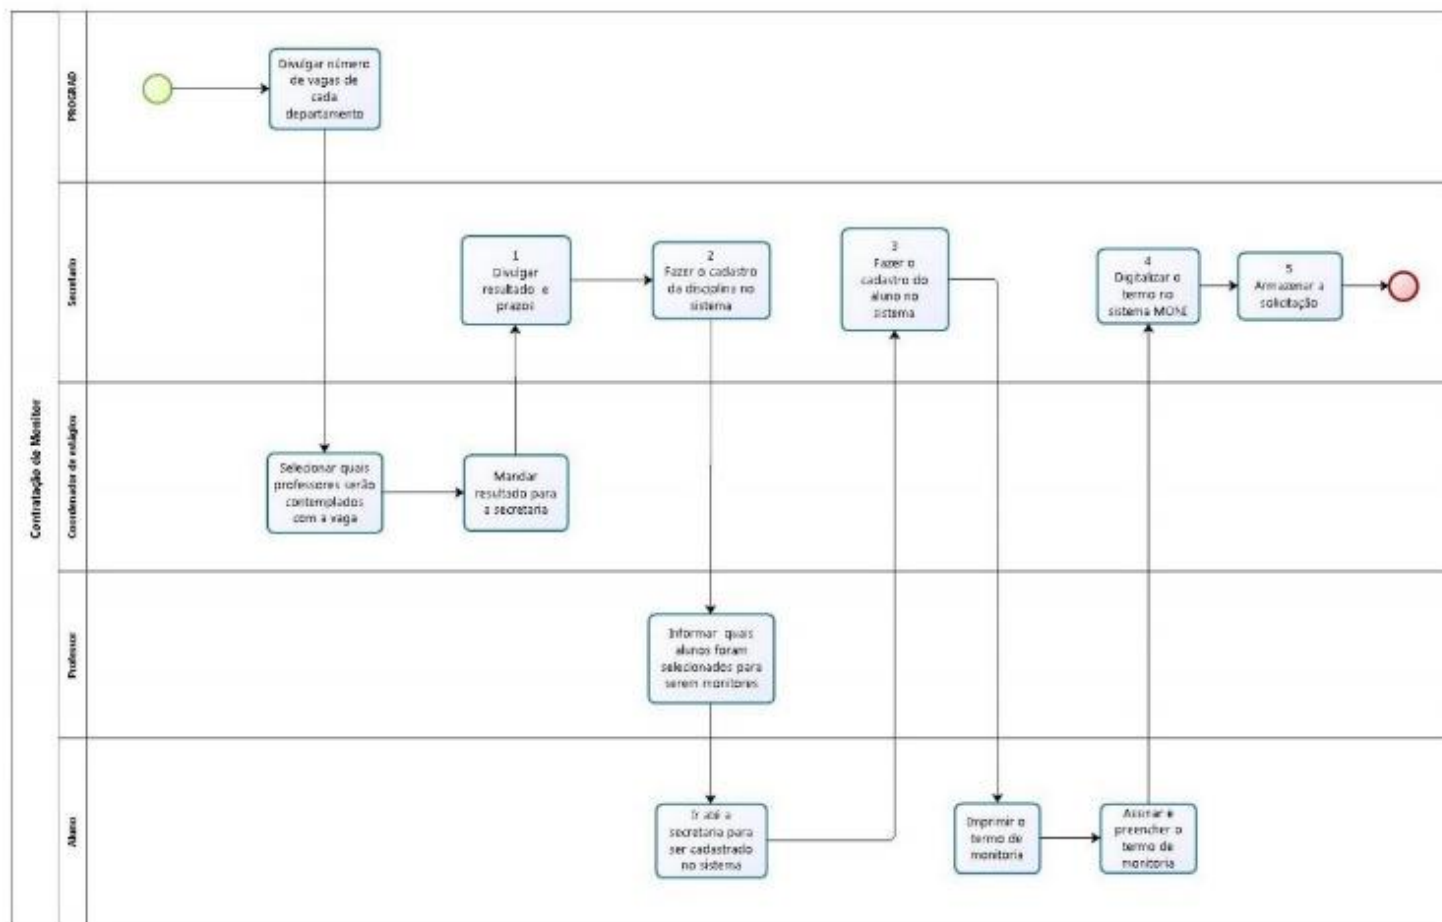 Contratação de Monitor
PROGRAD
Divulgar número
de vagas de
cada
departamento
Secretario
1
Divulgar
resultado e
prazos
2
Fazer o cadastro
da disciplina no
sistema
3
Fazer o
cadastro do
aluno no
sistema
4
Digitalizar o
termo no
sistema MONI
5
Armazenar a
solicitação
Coordenador de estágios
Selecionar quais
professores serão
contemplados
com a vaga
Mandar
resultado para
a secretaria
Professor
Informar quais
alunos foram
selecionados para
serem monitores
Aluno
Ir até a
secretaria para
ser cadastrado
no sistema
Imprimir o
termo de
monitoria
Assinar e
preencher o
termo de
monitoria